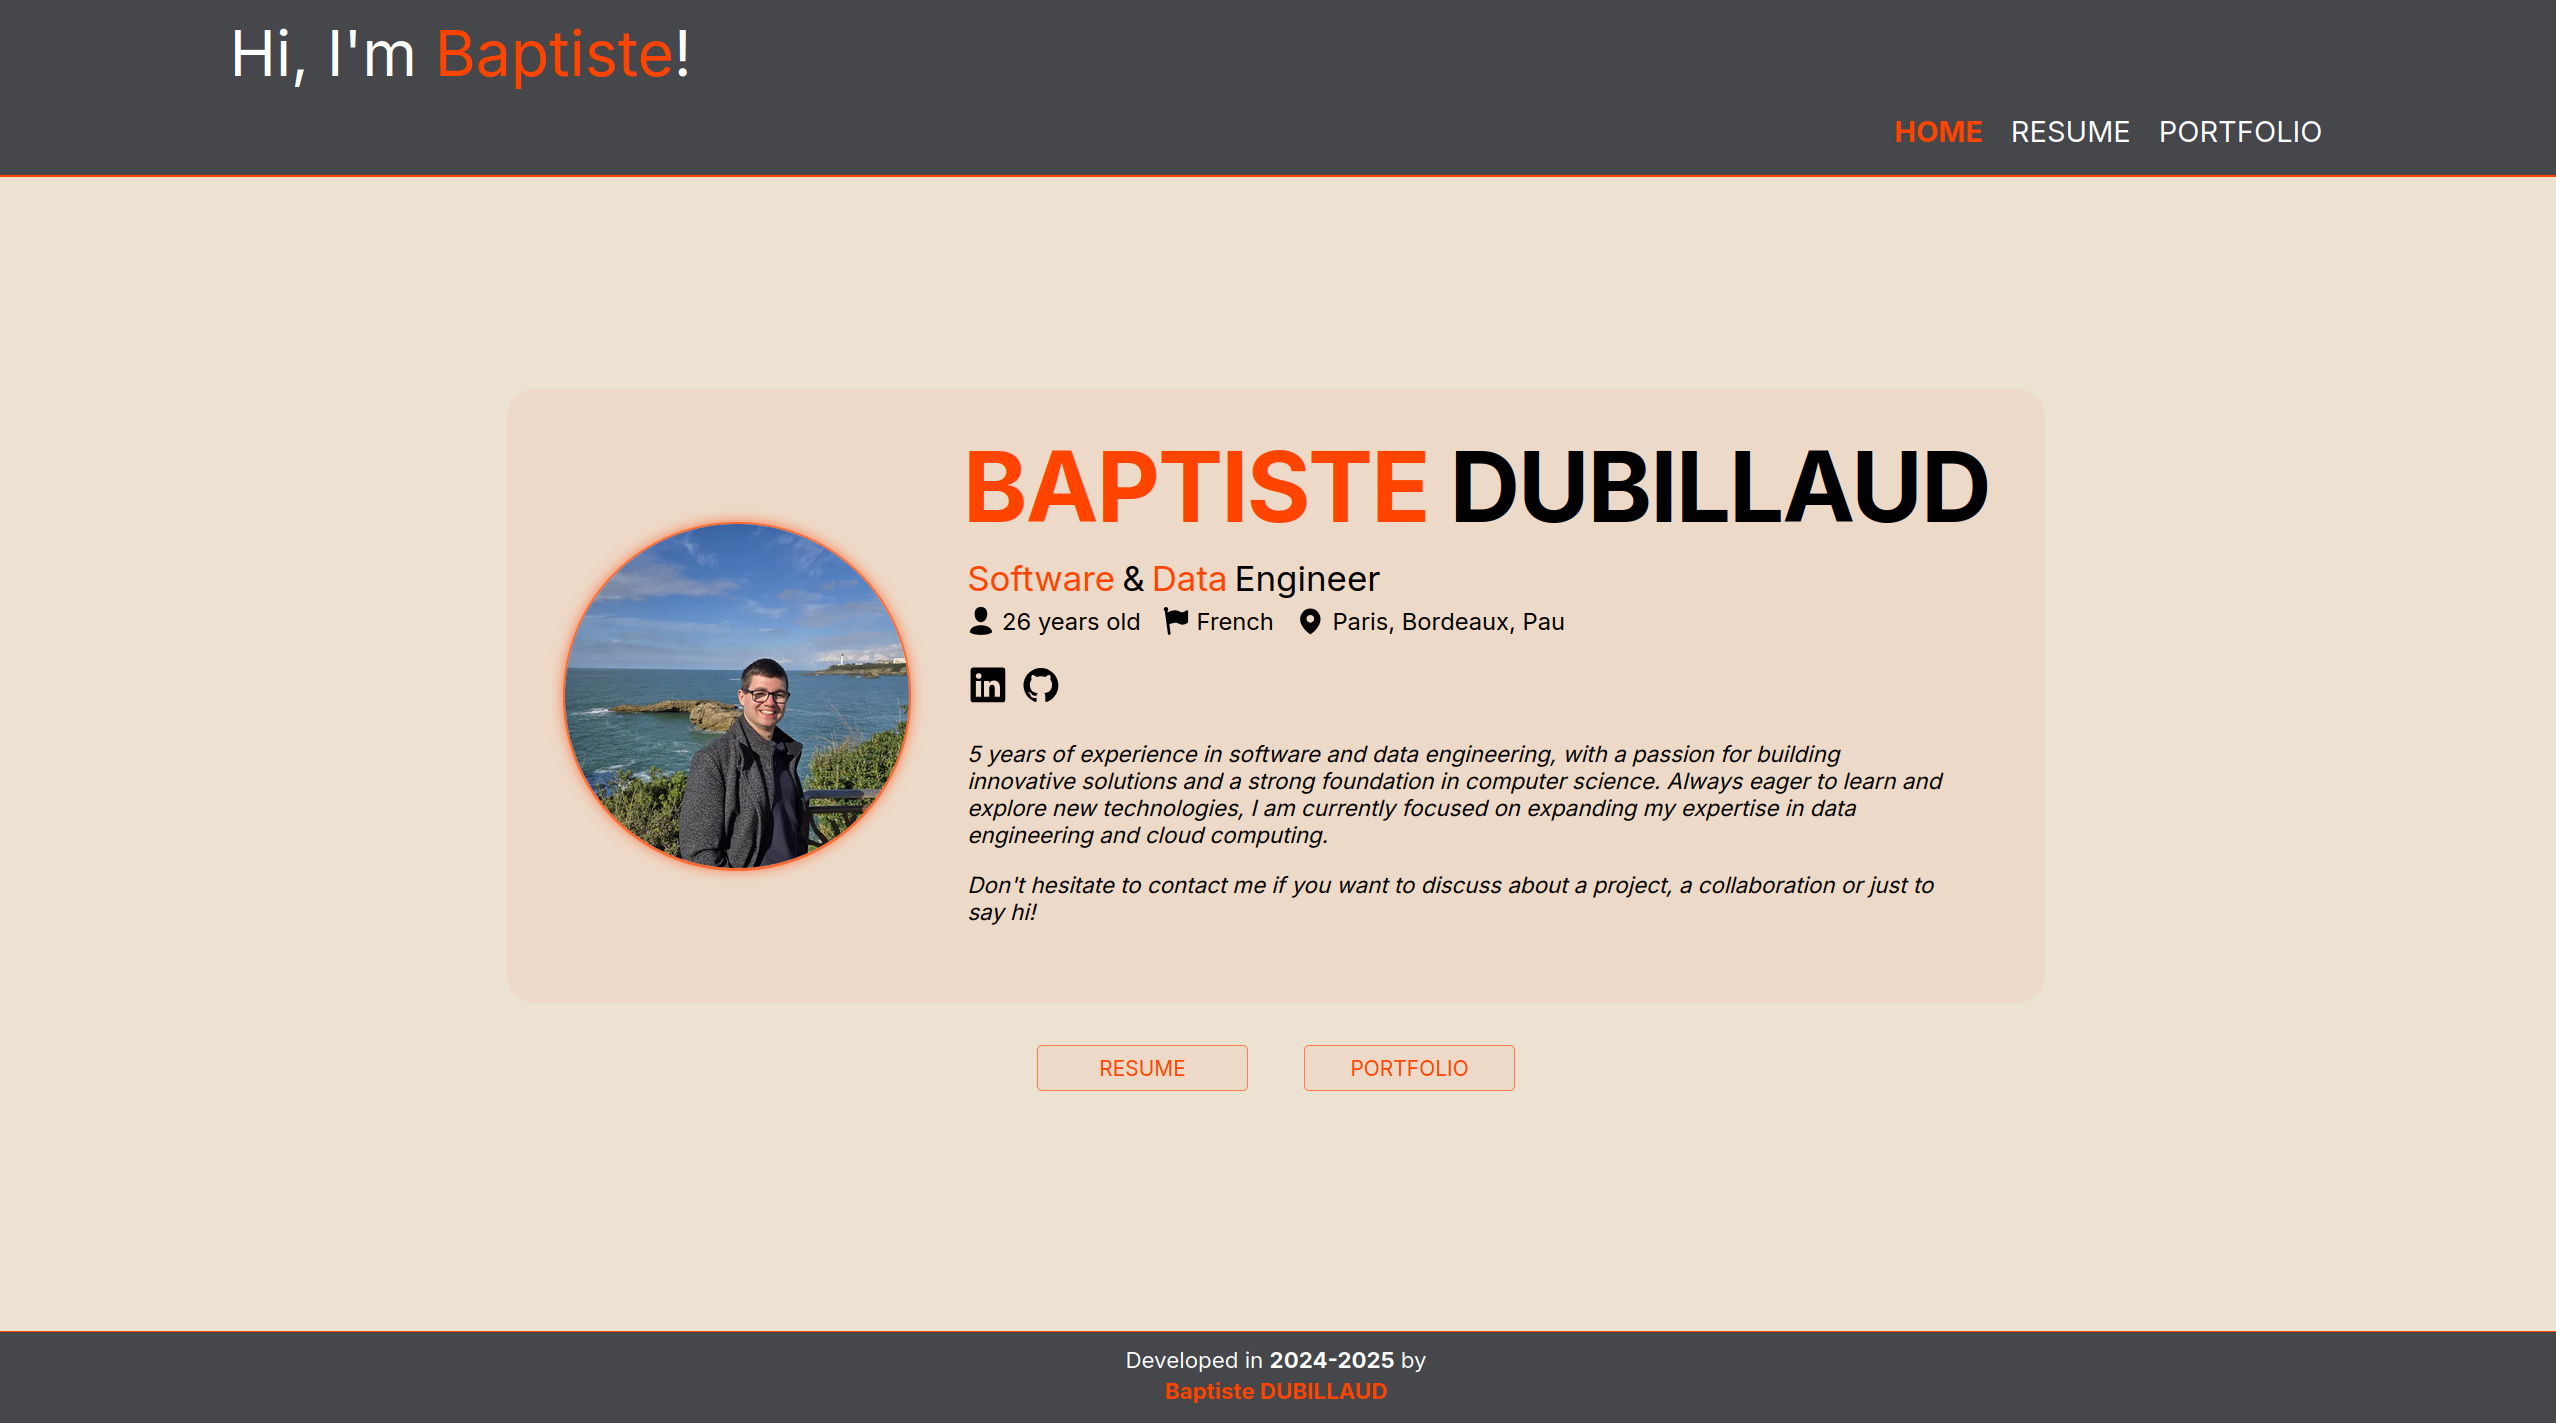 Hi, I'm Baptiste!
HOME RESUME PORTFOLIO
BAPTISTE DUBILLAUD
Software & Data Engineer
26 years old French Paris, Bordeaux, Pau
in
5 years of experience in software and data engineering, with a passion for building
innovative solutions and a strong foundation in computer science. Always eager to learn and
explore new technologies, I am currently focused on expanding my expertise in data
engineering and cloud computing.
Don't hesitate to contact me if you want to discuss about a project, a collaboration or just to
say hi!
RESUME PORTFOLIO
Developed in 2024-2025 by
Baptiste DUBILLAUD